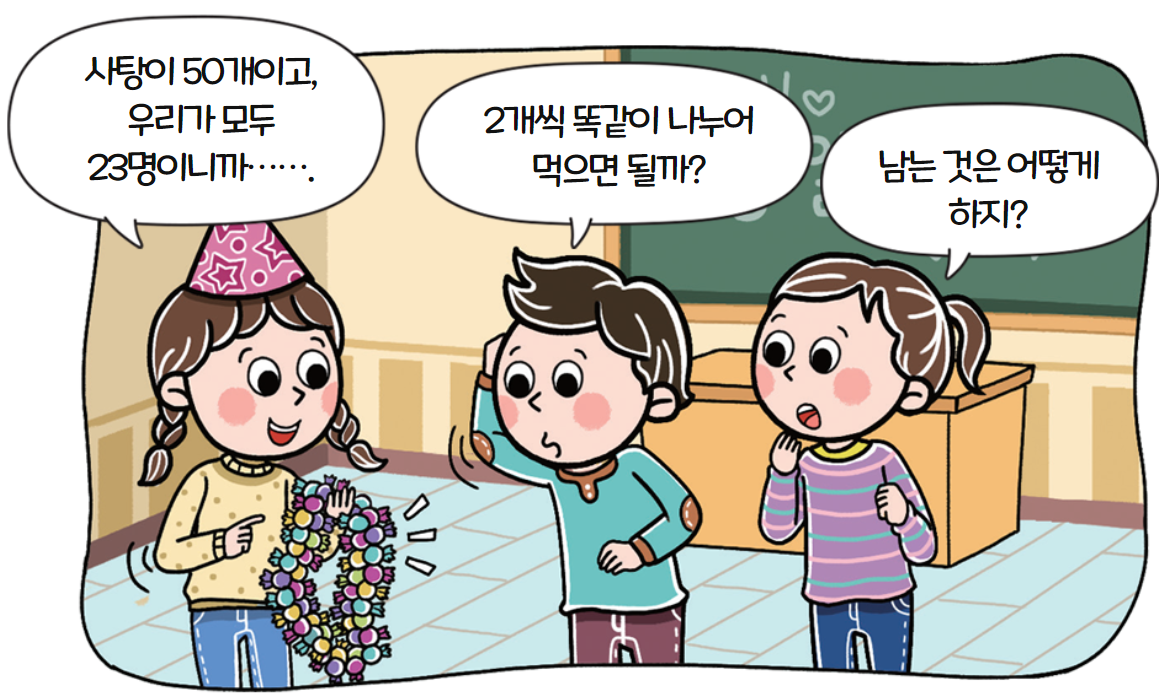 사탕이 50개이고,
우리가 모두
23명이니까…….
2개씩 똑같이 나누어
먹으면 될까?
남는 것은 어떻게
하지?